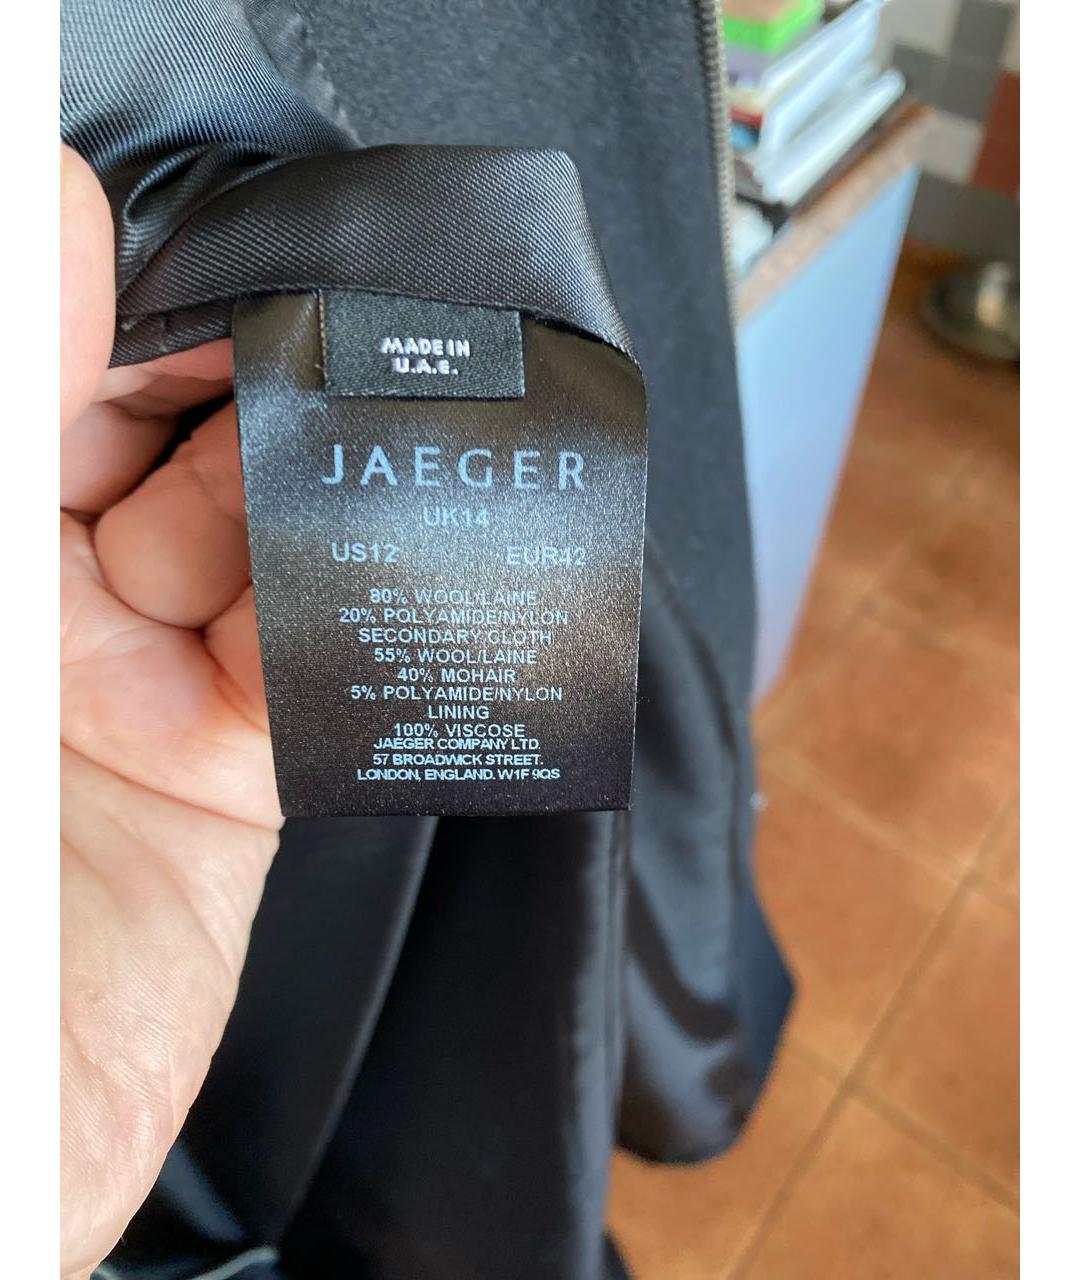 MADE IN
U.A.E.
JAEGER
UK14
US12 EUR42
80% WOOL/LAINE
20% POLYAMIDE/NYLON
SECONDARY CLOTH
55% WOOL/LAINE
40% MOHAIR
5% POLYAMIDE/NYLON
LINING
100% VISCOSE
JAEGER COMPANY LTD.
57 BROADWICK STREET.
LONDON, ENGLAND. W1F 9QS